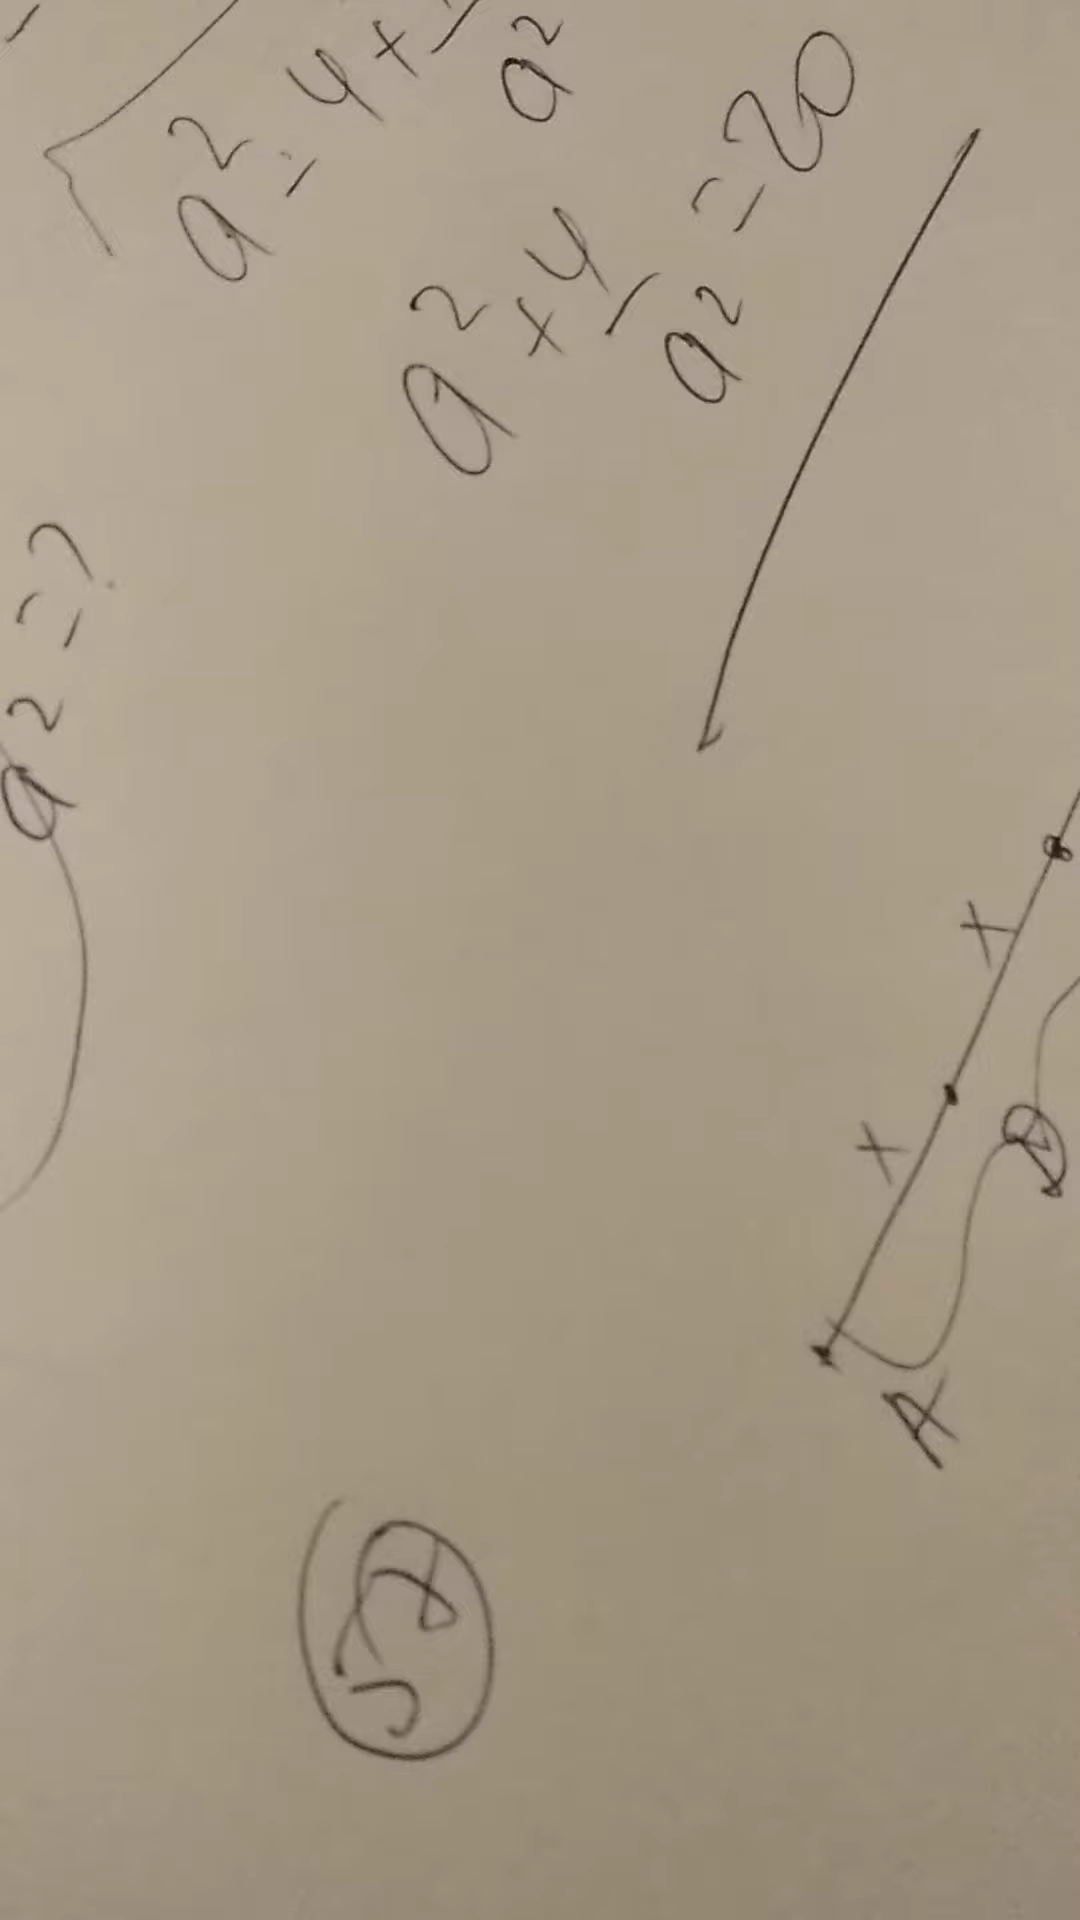 a² = 4 +
a²
a² + 4/a² = 20
a² = ?
x
x
B
A